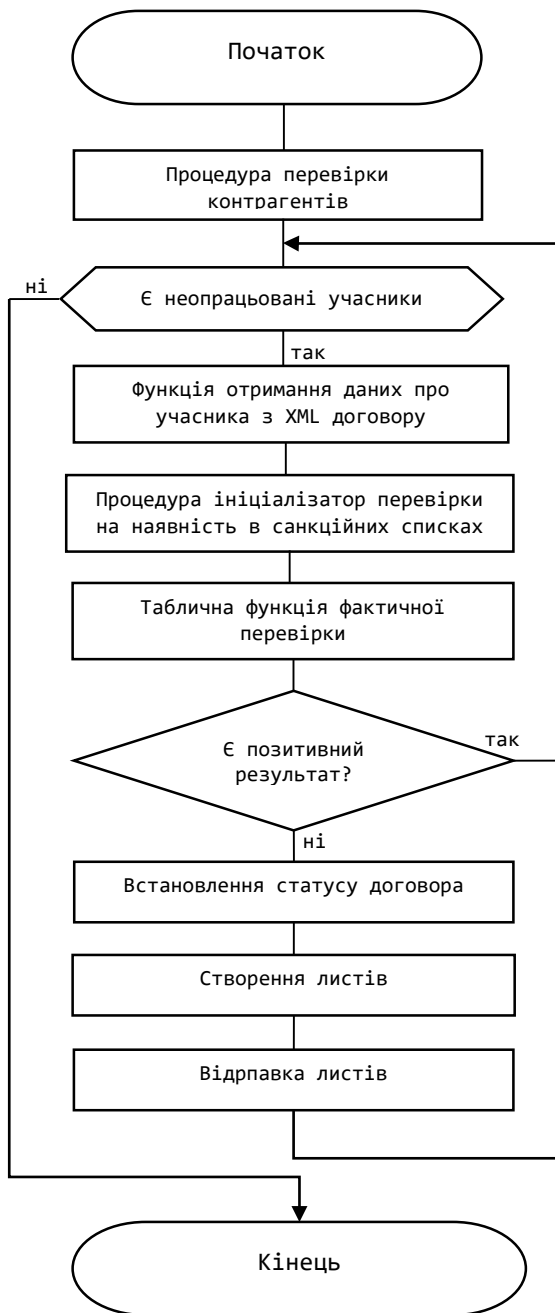 Початок
Процедура перевірки
контрагентів
ні
Є неопрацьовані учасники
так
Функція отримання даних про
учасника з XML договору
Процедура ініціалізатор перевірки
на наявність в санкційних списках
Таблична функція фактичної
перевірки
Є позитивний
результат?
так
ні
Встановлення статусу договора
Створення листів
Відрпавка листів
Кінець